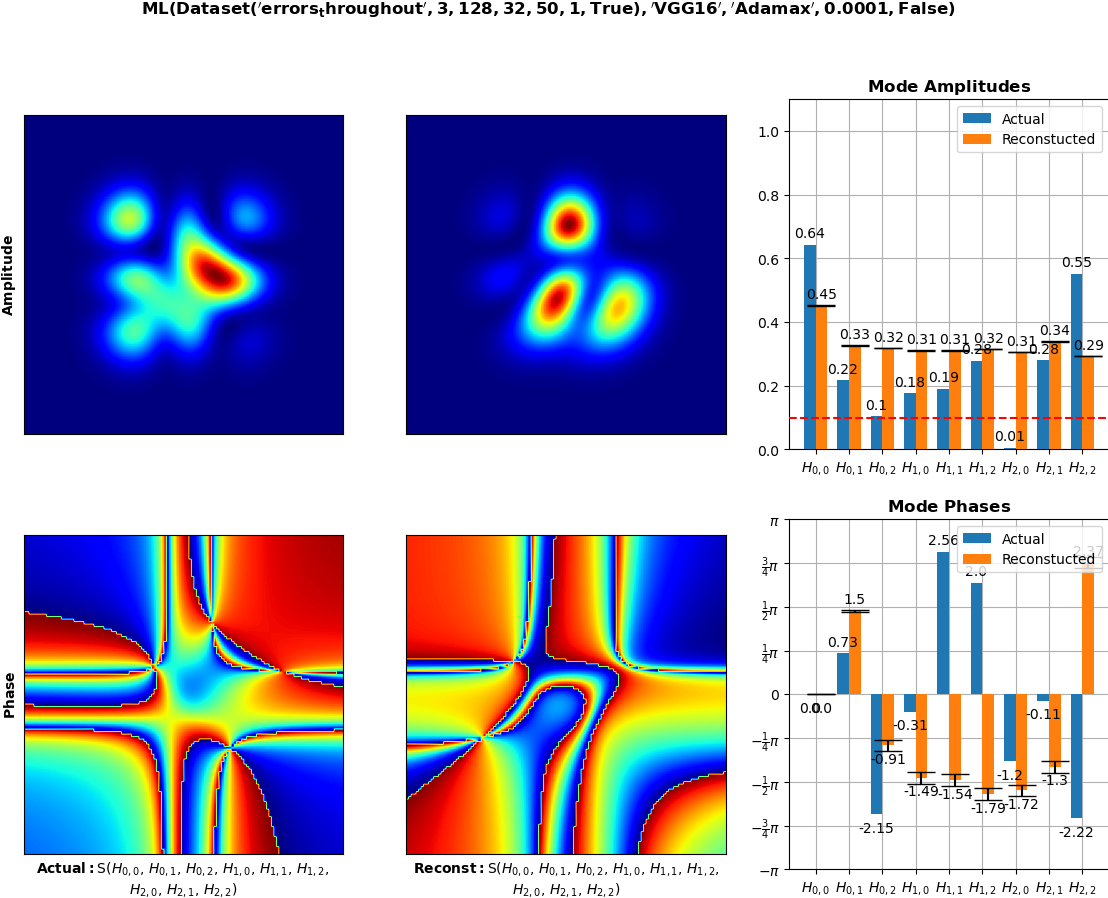 ML(Dataset('errors_throughout', 3, 128, 32, 50, 1, True), 'VGG16', 'Adamax', 0.0001, False)
Amplitude
Mode Amplitudes
Actual
Reconstucted
1.0
0.8
0.6
0.4
0.2
0.0
0.64
0.22
0.1
0.18
0.19
0.28
0.01
0.28
0.55
0.45
0.33
0.32
0.31
0.31
0.32
0.31
0.34
0.29
H0,0 H0,1 H0,2 H1,0 H1,1 H1,2 H2,0 H2,1 H2,2
Phase
Actual: S(H0,0, H0,1, H0,2, H1,0, H1,1, H1,2,
H2,0, H2,1, H2,2)
Reconst: S(H0,0, H0,1, H0,2, H1,0, H1,1, H1,2,
H2,0, H2,1, H2,2)
Mode Phases
Actual
Reconstucted
π
3/4π
1/2π
1/4π
0
−1/4π
−1/2π
−3/4π
−π
0.0
0.73
-2.15
-0.31
2.56
2.0
-1.2
-0.11
-2.22
0.0
1.5
-0.91
-1.49
-1.54
-1.79
-1.72
-1.3
2.37
H0,0 H0,1 H0,2 H1,0 H1,1 H1,2 H2,0 H2,1 H2,2